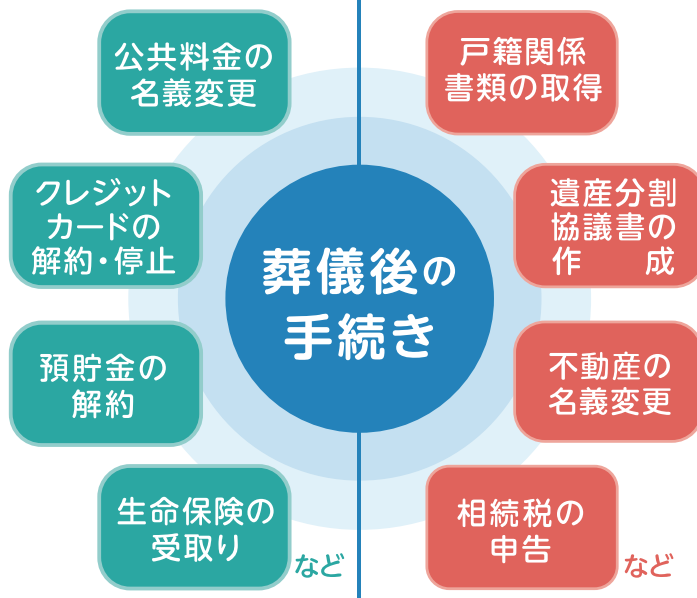 公共料金の
名義変更
クレジット
カードの
解約・停止
預貯金の
解約
生命保険の
受取り
など
葬儀後の
手続き
戸籍関係
書類の取得
遺産分割
協議書の
作　　成
不動産の
名義変更
相続税の
申告
など